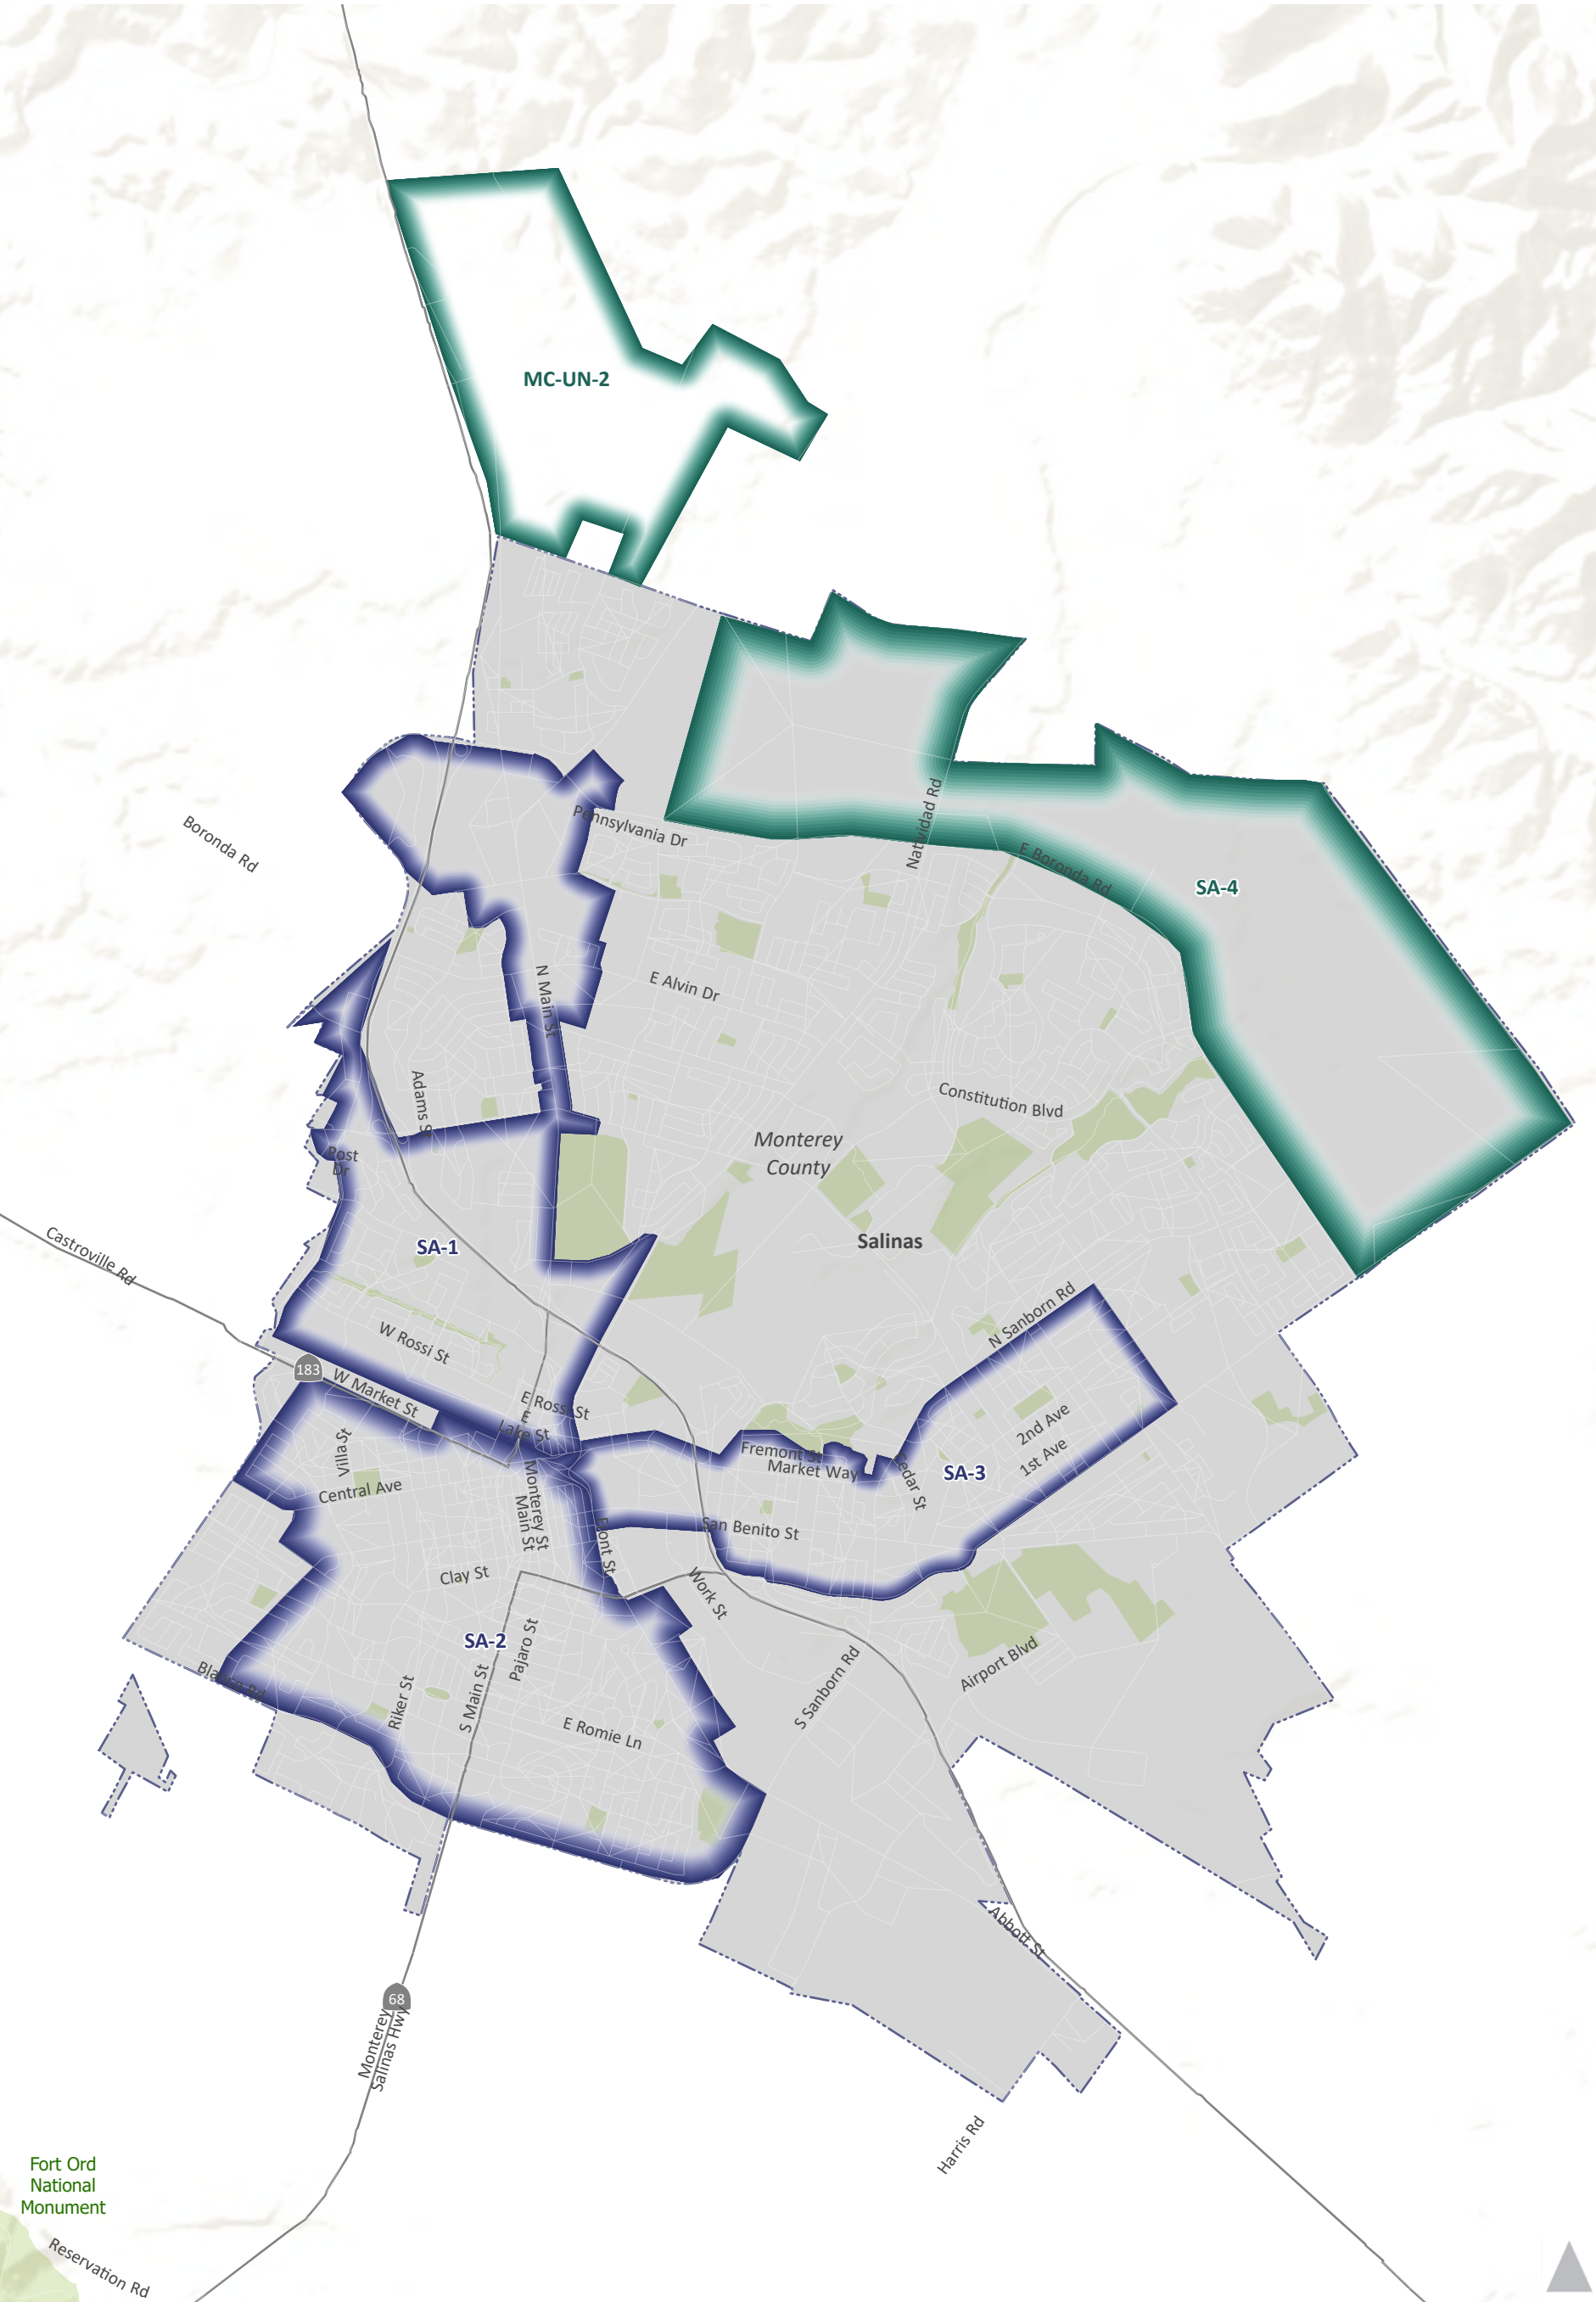 MC-UN-2
Boronda Rd
Pennsylvania Dr
Natividad Rd
E Boronda Rd
SA-4
N Main St
E Alvin Dr
Adams St
Constitution Blvd
Monterey
County
Post
Dr
Castroville Rd
SA-1
Salinas
W Rossi St
N Sanborn Rd
183
W Market St
E Rossi St
E
Lake St
Villa St
Fremont St
Market Way
Cedar St
SA-3
2nd Ave
1st Ave
Central Ave
Monterey St
Main St
San Benito St
Clay St
Work St
SA-2
Pajaro St
Blanco Rd
Riker St
S Main St
E Romie Ln
S Sanborn Rd
Airport Blvd
Abbott St
68
Monterey
Salinas Hwy
Harris Rd
Fort Ord
National
Monument
Reservation Rd